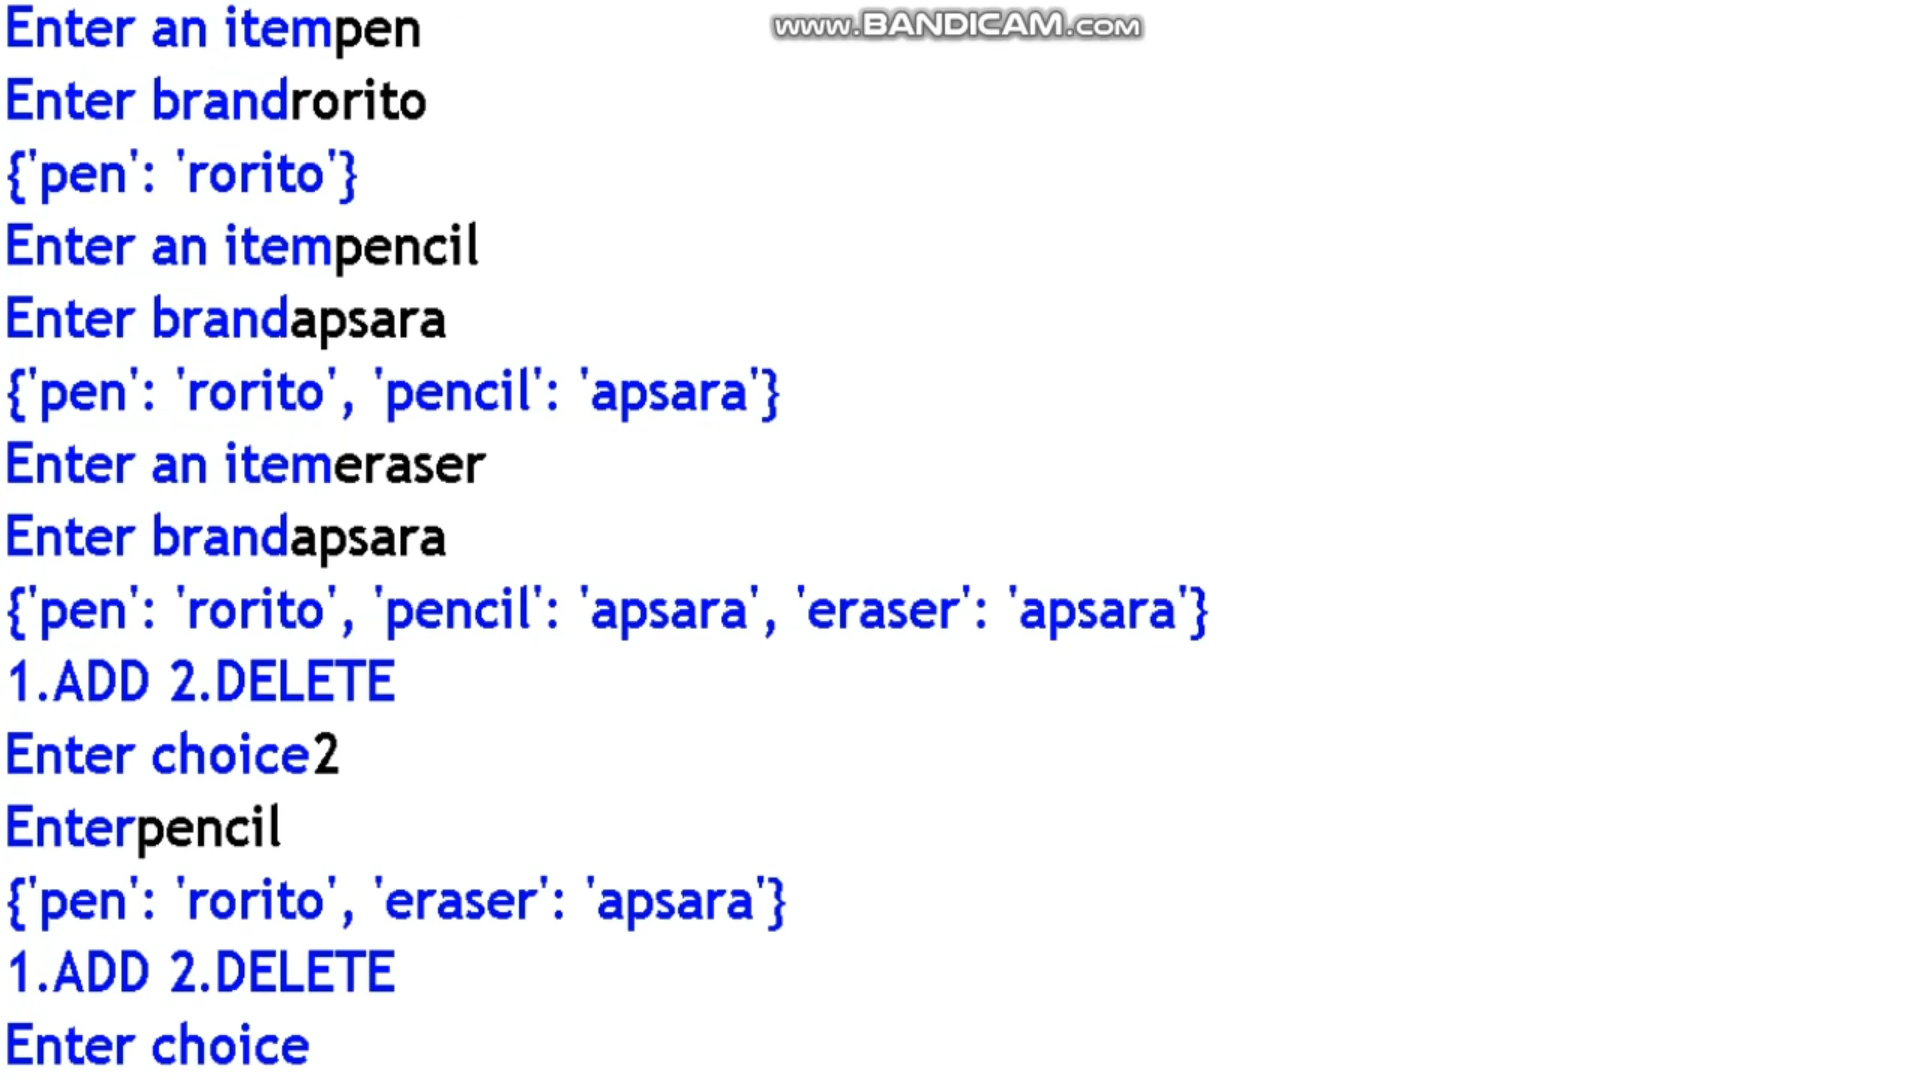 www.BANDICAM.com
Enter an itempen
Enter brandrorito
{'pen': 'rorito'}
Enter an itempencil
Enter brandapsara
{'pen': 'rorito', 'pencil': 'apsara'}
Enter an itemeraser
Enter brandapsara
{'pen': 'rorito', 'pencil': 'apsara', 'eraser': 'apsara'}
1.ADD 2.DELETE
Enter choice2
Enterpencil
{'pen': 'rorito', 'eraser': 'apsara'}
1.ADD 2.DELETE
Enter choice